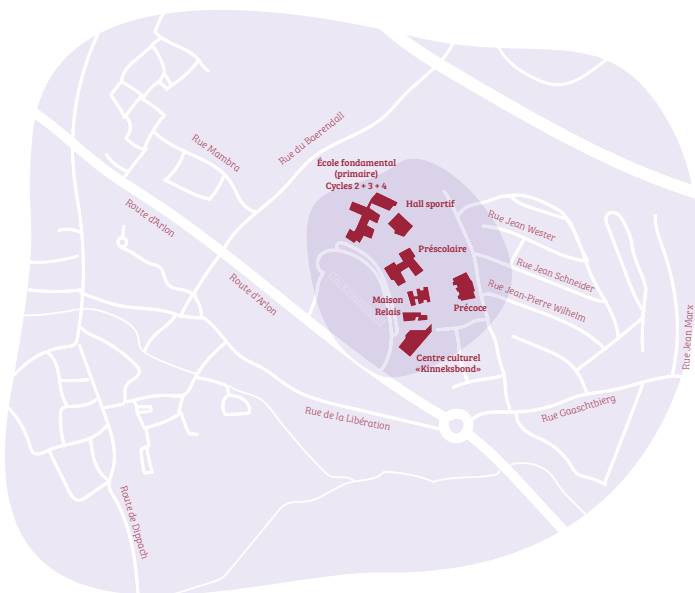 Rue Mambra
Rue du Baerendall
École fondamental
(primaire)
Cycles 2 + 3 + 4
Hall sportif
Route d'Arlon
Rue Jean Wester
Préscolaire
Rue Jean Schneider
Route d'Arlon
Rue Jean-Pierre Wilhelm
Maison
Relais
Précoce
Rue Jean Marx
Centre culturel
«Kinneksbond»
Rue de la Libération
Rue Gaaschtbierg
Route de Dippach